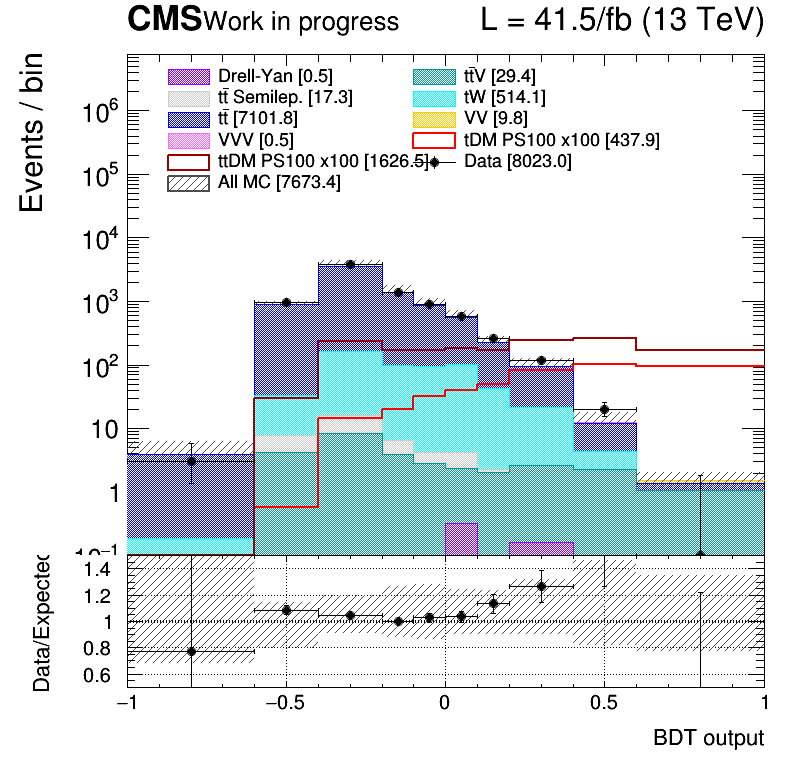 CMS Work in progress L = 41.5/fb (13 TeV)
Events / bin
Drell-Yan [0.5] tt̄V [29.4]
tt̄ Semilep. [17.3] tW [514.1]
tt̄ [7101.8] VV [9.8]
VVV [0.5] tDM PS100 x100 [437.9]
ttDM PS100 x100 [1626.5] Data [8023.0]
All MC [7673.4]
10⁶
10⁵
10⁴
10³
10²
10
1
10⁻¹
Data/Expected
1.4
1.2
1
0.8
0.6
−1 −0.5 0 0.5 1
BDT output